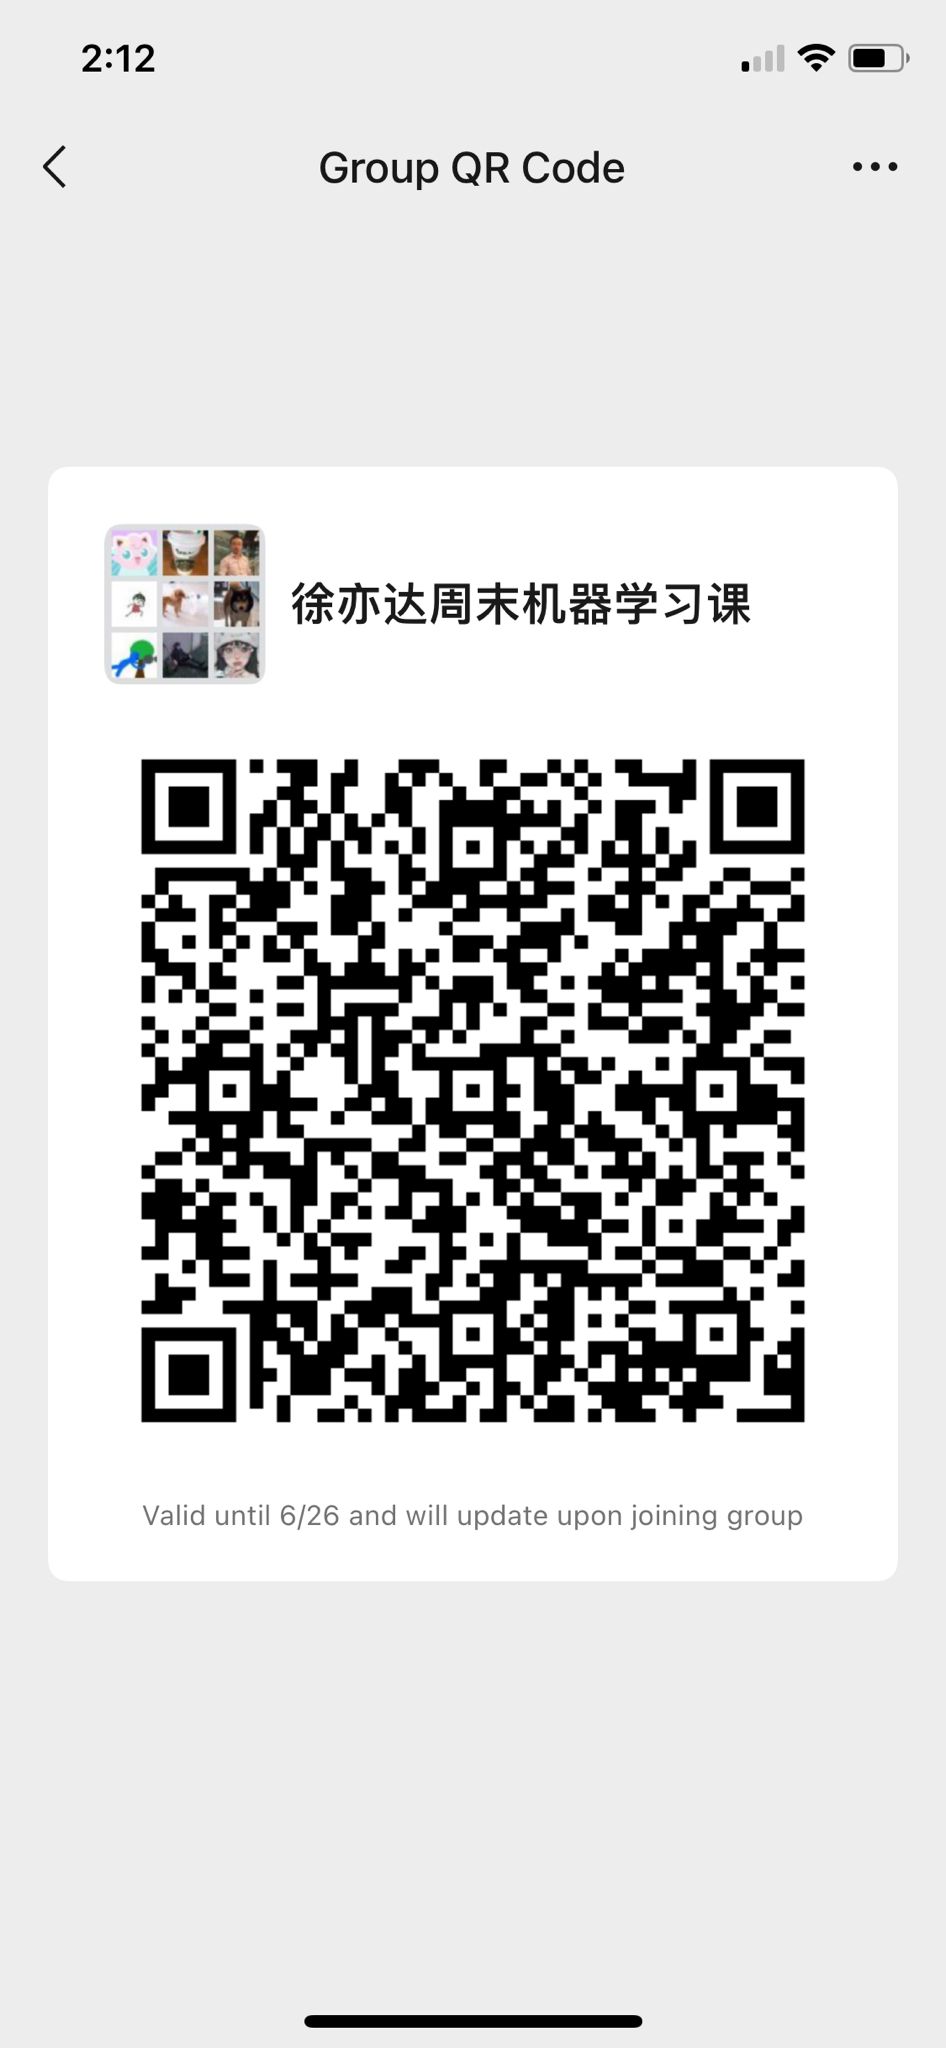 2:12
Group QR Code
徐亦达周末机器学习课
Valid until 6/26 and will update upon joining group